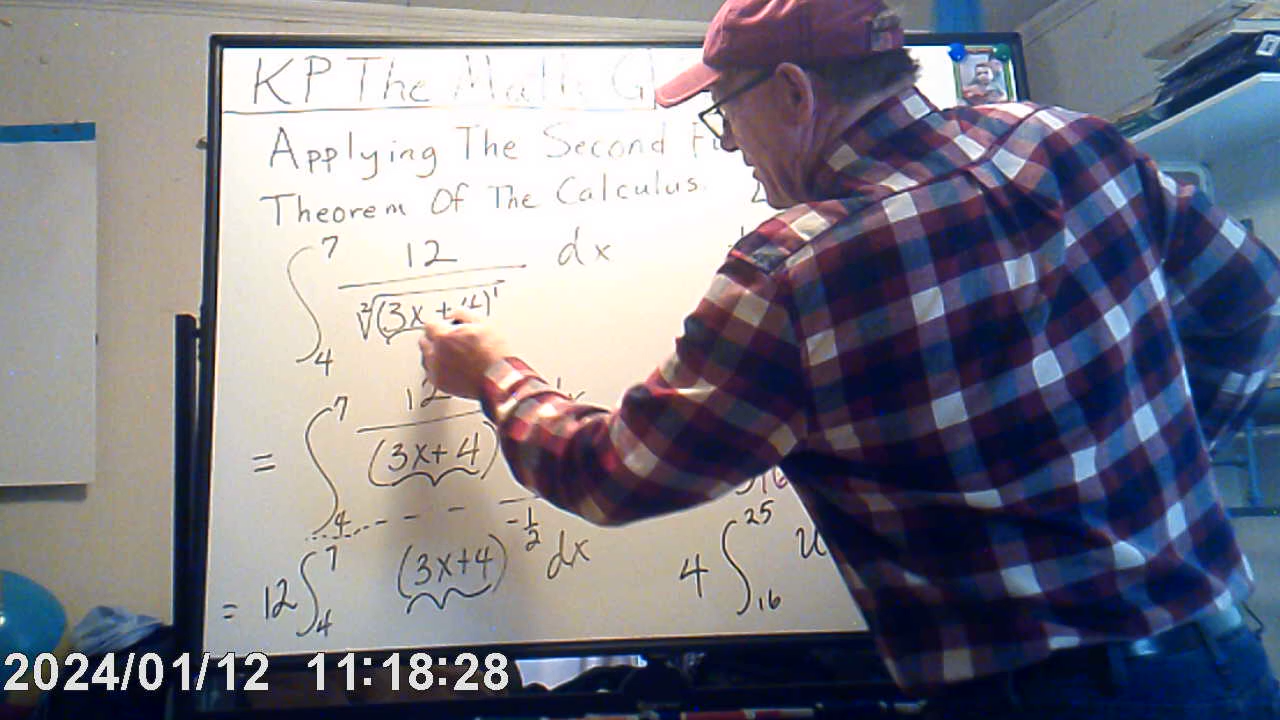 KP The Math G
Applying The Second Fu
Theorem Of The Calculus.
∫₄⁷ 12 / ²√(3x+4)¹ dx
= ∫₄⁷ 12 / (3x+4)
= 12 ∫₄⁷ (3x+4)^(-1/2) dx
4 ∫₁₆²⁵ u
2024/01/12 11:18:28